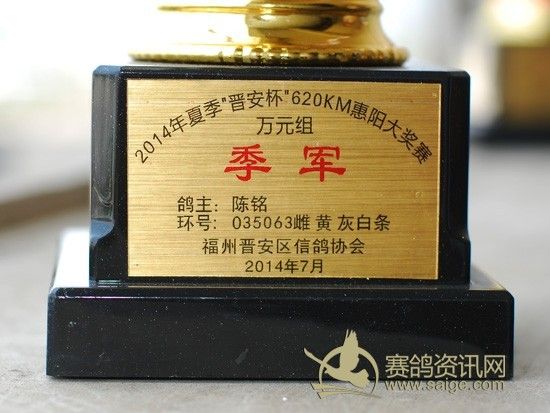 2014年夏季"晋安杯"620KM惠阳大奖赛
万元组
季军
鸽主：陈铭
环号：035063雌 黄 灰白条
福州晋安区信鸽协会
2014年7月
赛鸽资讯网
www.saigc.com